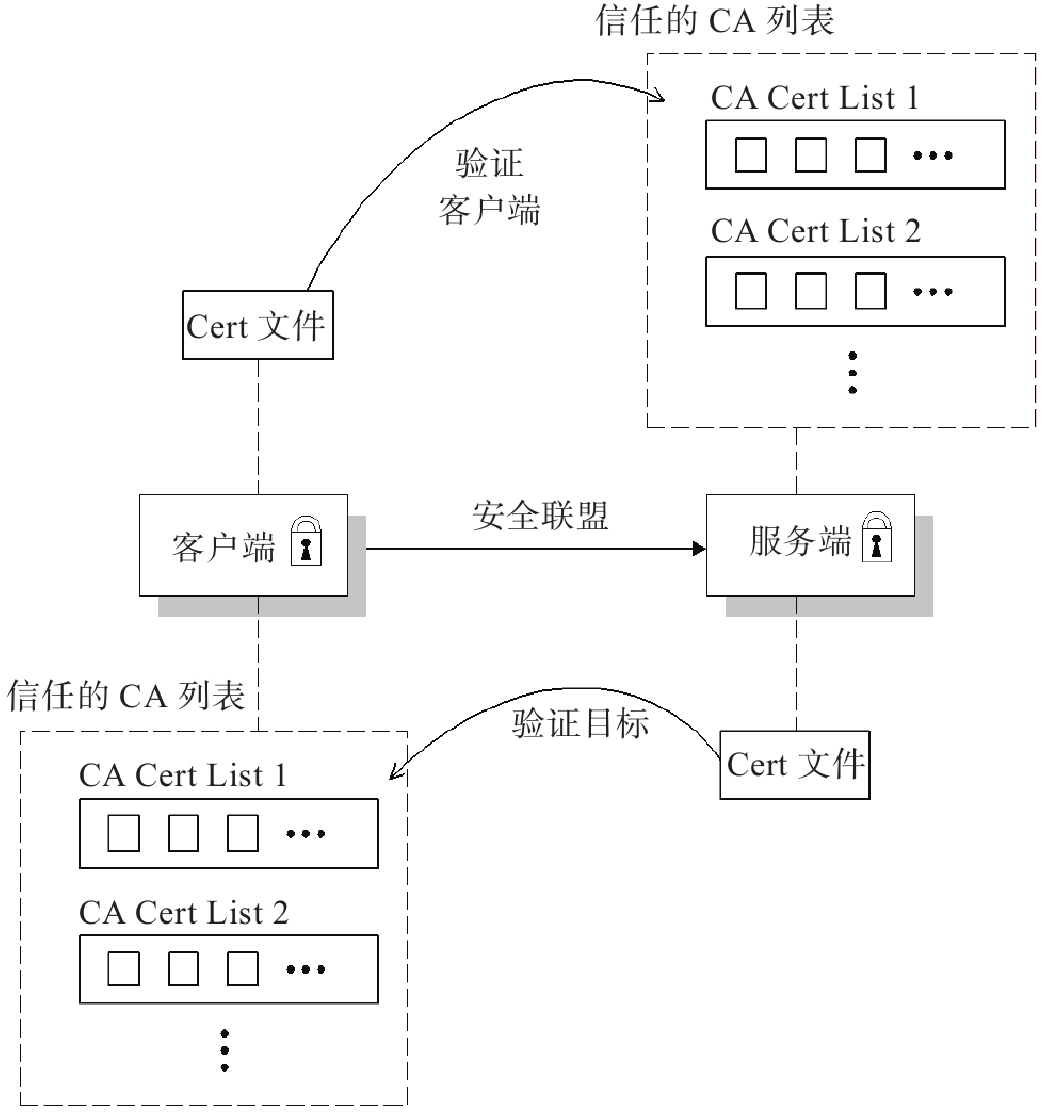 信任的 CA 列表
CA Cert List 1
验证
客户端
CA Cert List 2
Cert 文件
客户端
安全联盟
服务端
信任的 CA 列表
验证目标
Cert 文件
CA Cert List 1
CA Cert List 2